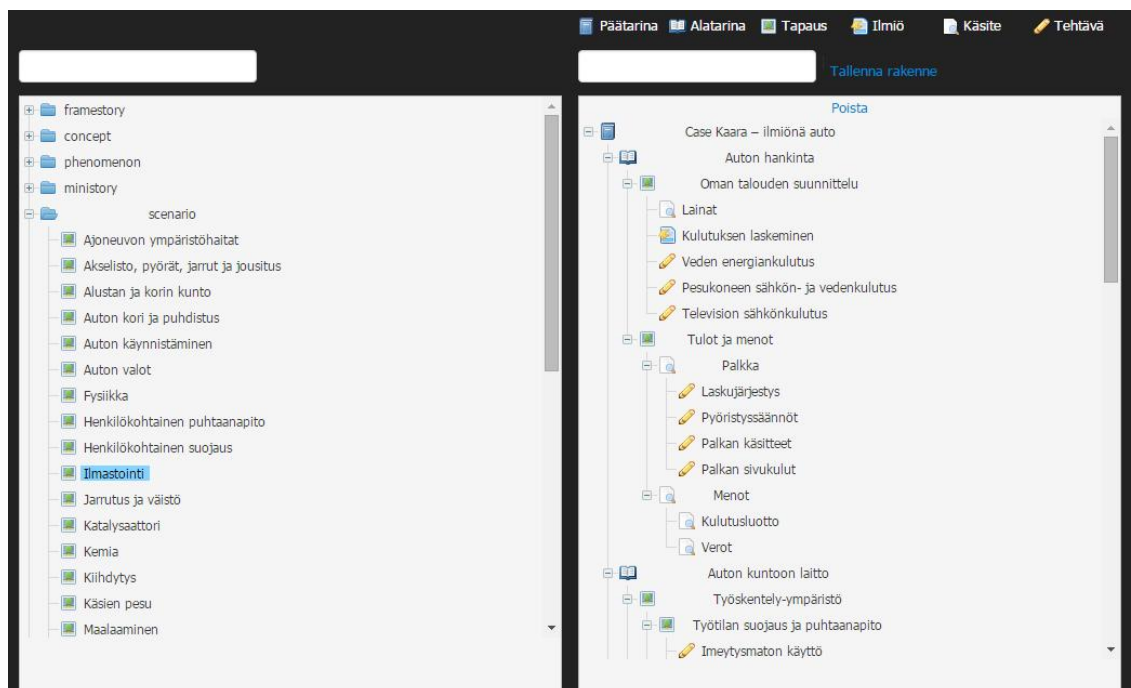 Päätarina Alatarina Tapaus Ilmiö Käsite Tehtävä
Tallenna rakenne
framestory
concept
phenomenon
ministory
scenario
Ajoneuvon ympäristöhaitat
Akselisto, pyörät, jarrut ja jousitus
Alustan ja korin kunto
Auton kori ja puhdistus
Auton käynnistäminen
Auton valot
Fysiikka
Henkilökohtainen puhtaanapito
Henkilökohtainen suojaus
Ilmastointi
Jarrutus ja väistö
Katalysaattori
Kemia
Kiihdytys
Käsien pesu
Maalaaminen
Poista
Case Kaara – ilmiönä auto
Auton hankinta
Oman talouden suunnittelu
Lainat
Kulutuksen laskeminen
Veden energiankulutus
Pesukoneen sähkön- ja vedenkulutus
Television sähkönkulutus
Tulot ja menot
Palkka
Laskujärjestys
Pyöristyssäännöt
Palkan käsitteet
Palkan sivukulut
Menot
Kulutusluotto
Verot
Auton kuntoon laitto
Työskentely-ympäristö
Työtilan suojaus ja puhtaanapito
Imeytysmaton käyttö